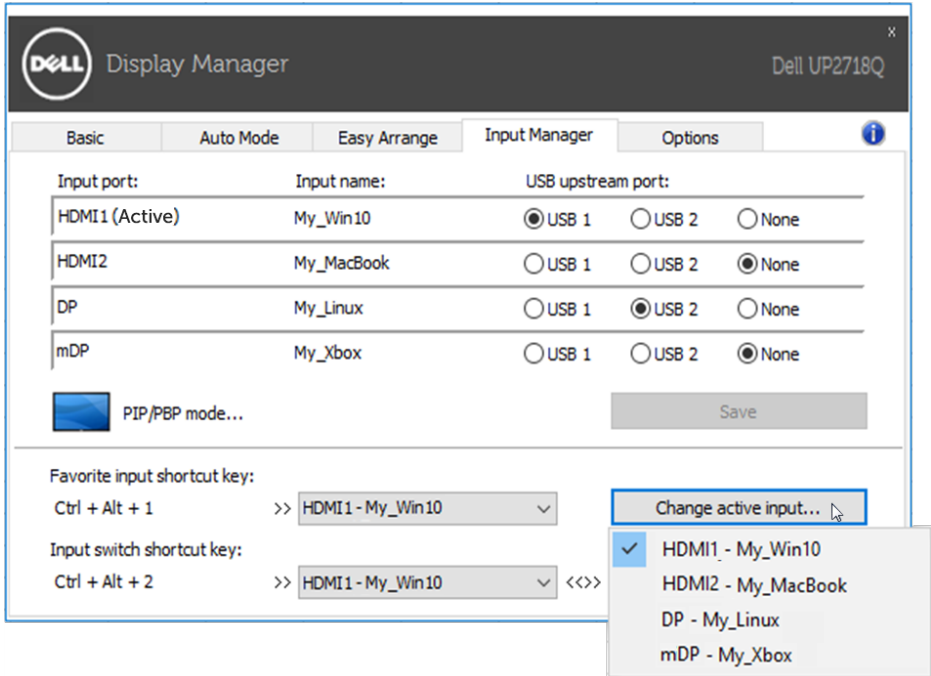 x
DELL Display Manager
Dell UP2718Q
Basic Auto Mode Easy Arrange Input Manager Options i
Input port: Input name: USB upstream port:
HDMI1 (Active) My_Win10 USB 1 USB 2 None
HDMI2 My_MacBook USB 1 USB 2 None
DP My_Linux USB 1 USB 2 None
mDP My_Xbox USB 1 USB 2 None
PIP/PBP mode... Save
Favorite input shortcut key:
Ctrl + Alt + 1 >> HDMI1 - My_Win10 Change active input...
Input switch shortcut key:
Ctrl + Alt + 2 >> HDMI1 - My_Win10 <<>>
HDMI1 - My_Win10
HDMI2 - My_MacBook
DP - My_Linux
mDP - My_Xbox